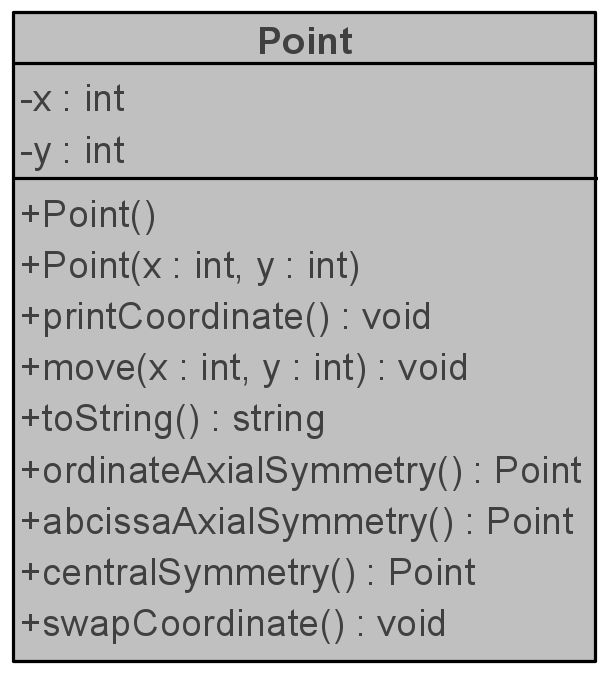 Point
-x : int
-y : int
+Point()
+Point(x : int, y : int)
+printCoordinate() : void
+move(x : int, y : int) : void
+toString() : string
+ordinateAxialSymmetry() : Point
+abcissaAxialSymmetry() : Point
+centralSymmetry() : Point
+swapCoordinate() : void